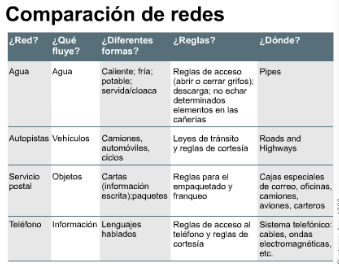 Comparación de redes
¿Red?
¿Qué
fluye?
¿Diferentes
formas?
¿Reglas?
¿Dónde?
Agua
Agua
Caliente; fría;
potable;
servida/cloaca
Reglas de acceso
(abrir o cerrar grifos);
descarga; no echar
determinados
elementos en las
cañerías
Pipes
Autopistas
Vehículos
Camiones,
automóviles,
ciclos
Leyes de tránsito
y reglas de cortesía
Roads and
Highways
Servicio
postal
Objetos
Cartas
(información
escrita);paquetes
Reglas para el
empaquetado y
franqueo
Cajas especiales
de correo, oficinas,
camiones,
aviones, carteros
Teléfono
Información
Lenguajes
hablados
Reglas de acceso al
teléfono y reglas de
cortesía
Sistema telefónico:
cables, ondas
electromagnéticas,
etc.